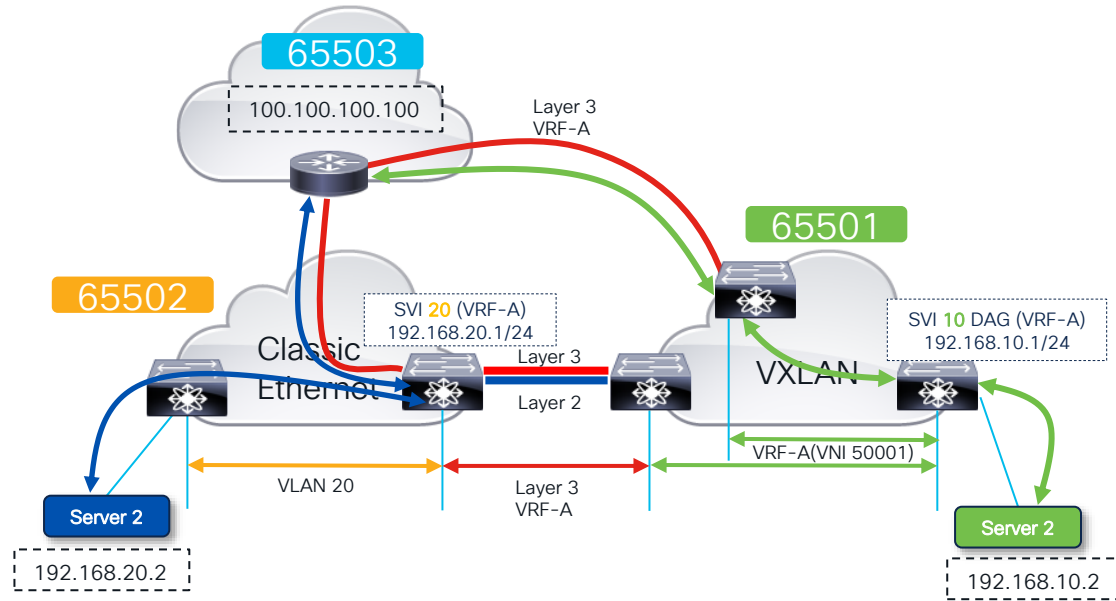 65503
100.100.100.100
Layer 3
VRF-A
65501
65502
SVI 20 (VRF-A)
192.168.20.1/24
SVI 10 DAG (VRF-A)
192.168.10.1/24
Classic
Ethernet
Layer 3
Layer 2
VXLAN
VRF-A(VNI 50001)
VLAN 20
Layer 3
VRF-A
Server 2
Server 2
192.168.20.2
192.168.10.2